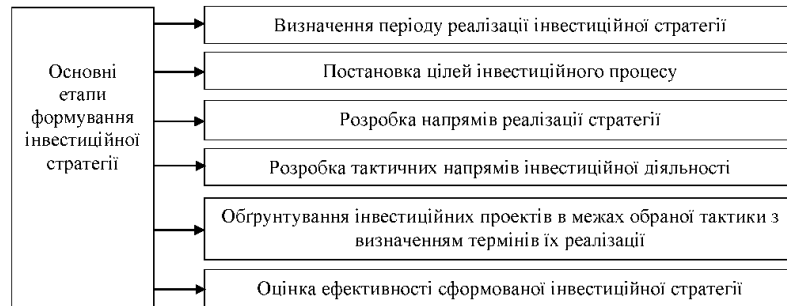 Основні
етапи
формування
інвестиційної
стратегії
Визначення періоду реалізації інвестиційної стратегії
Постановка цілей інвестиційного процесу
Розробка напрямів реалізації стратегії
Розробка тактичних напрямів інвестиційної діяльності
Обґрунтування інвестиційних проектів в межах обраної тактики з
визначенням термінів їх реалізації
Оцінка ефективності сформованої інвестиційної стратегії